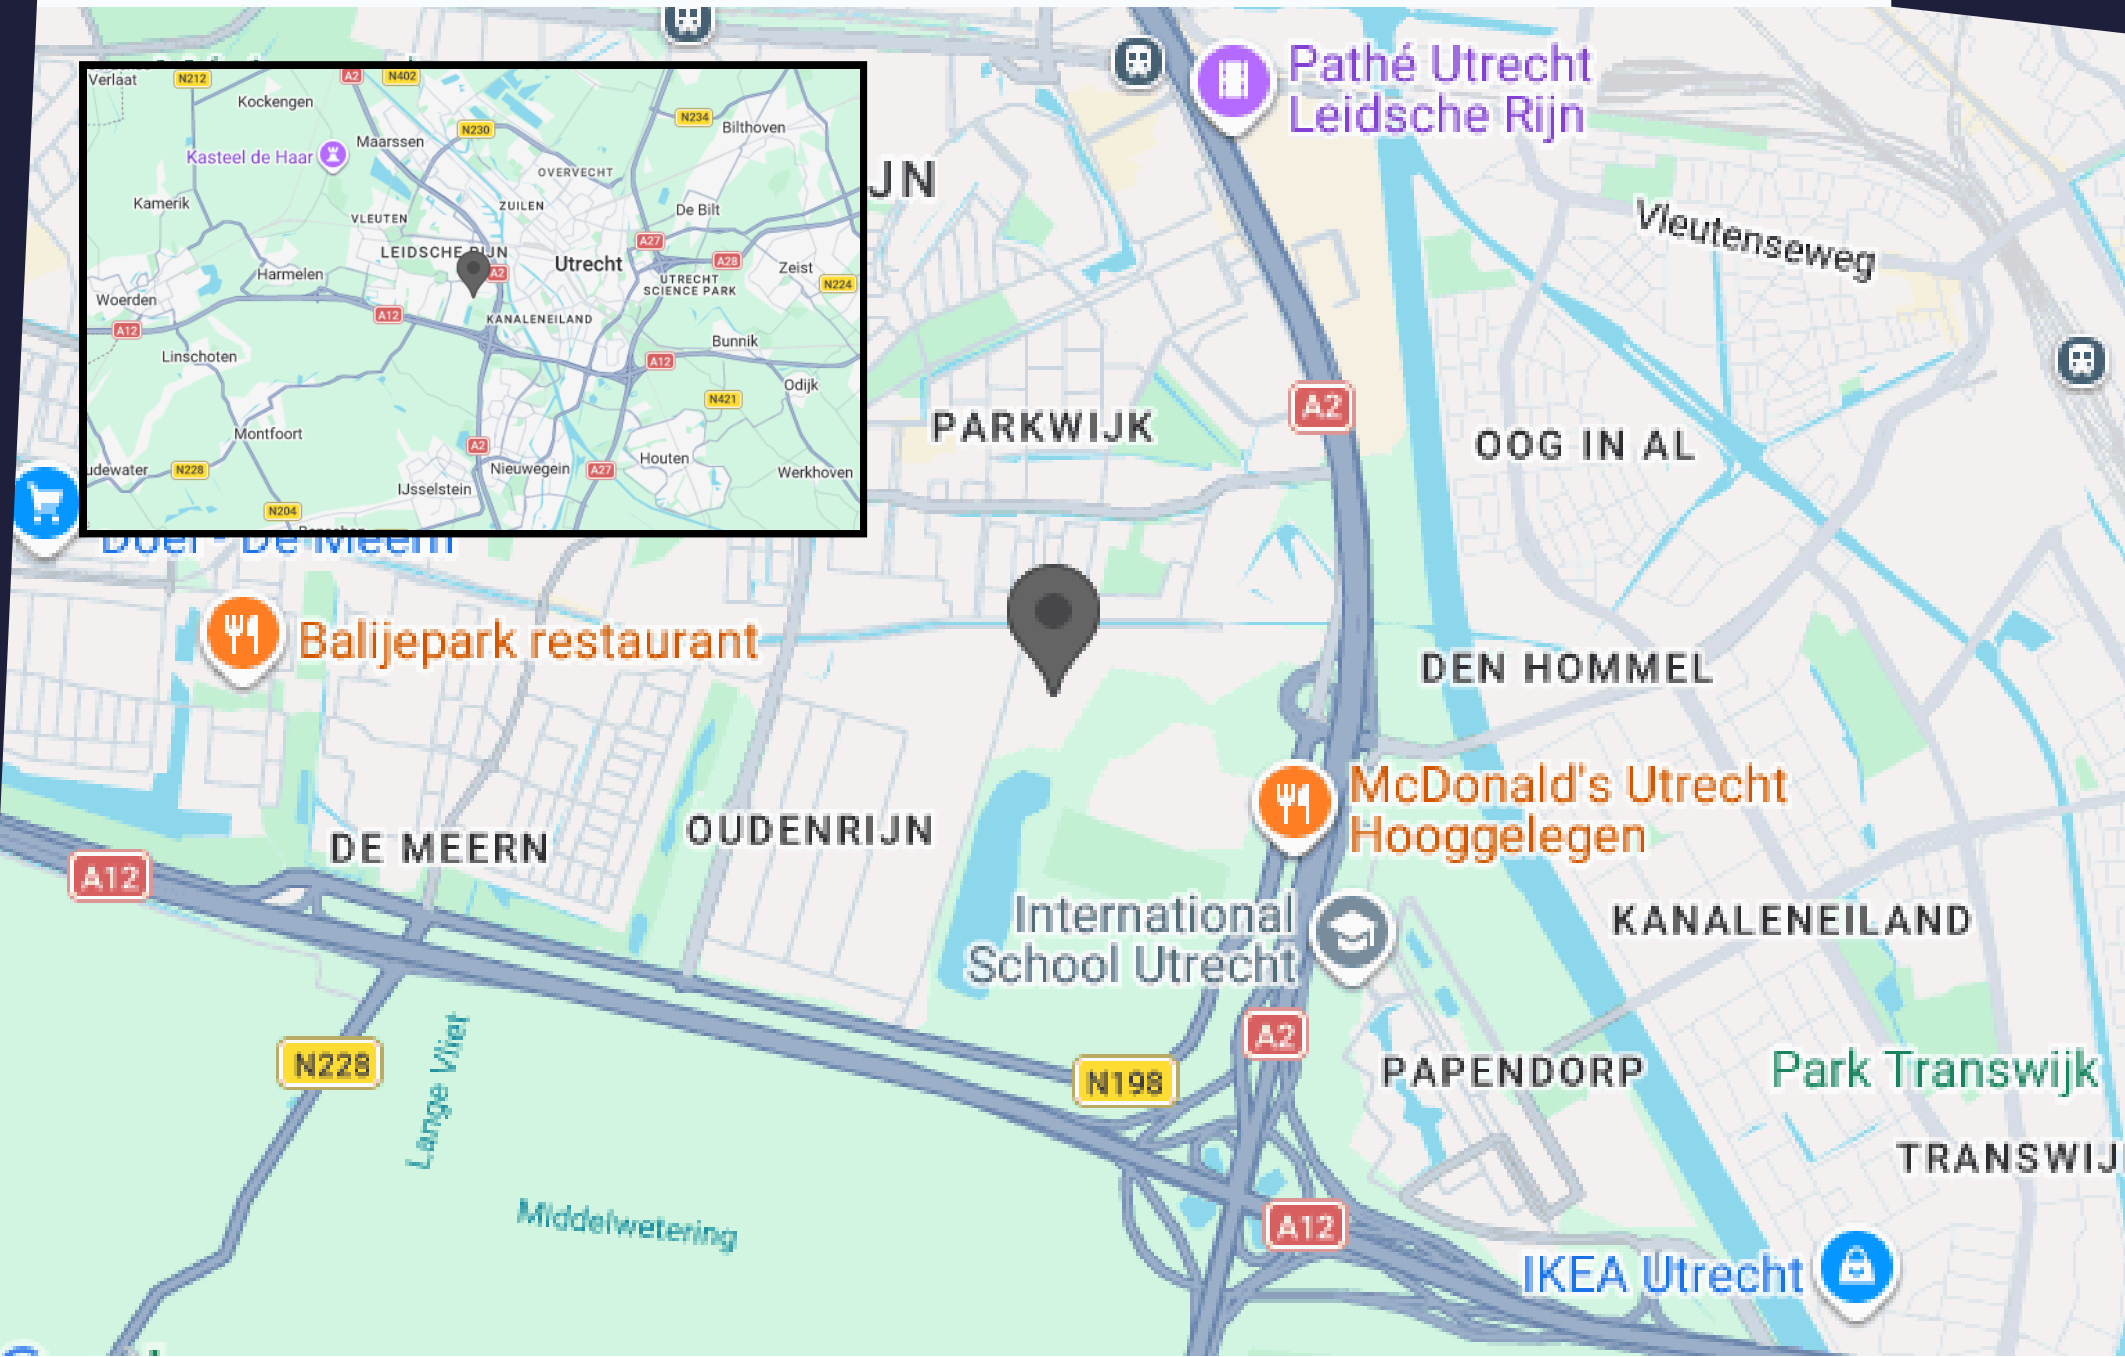 Pathé Utrecht
Leidsche Rijn
Verlaat
N212
A2
N402
Kockengen
N234
Bilthoven
N230
Maarssen
Kasteel de Haar
OVERVECHT
JN
Kamerik
ZUILEN
De Bilt
VLEUTEN
Vleutenseweg
LEIDSCHE RIJN
A27
Utrecht
A28
Harmelen
A2
Zeist
UTRECHT
SCIENCE PARK
N224
Woerden
A12
KANALENEILAND
A12
Linschoten
Bunnik
A12
Odijk
N421
A2
PARKWIJK
OOG IN AL
Montfoort
A2
Houten
udewater
N228
Nieuwegein
A27
Werkhoven
IJsselstein
N204
De Meern
Balijepark restaurant
DEN HOMMEL
McDonald's Utrecht
Hooggelegen
OUDENRIJN
DE MEERN
A12
International
School Utrecht
KANALENEILAND
A2
N228
Lange Vliet
N198
PAPENDORP
Park Transwijk
TRANSWIJ
Middelwetering
A12
IKEA Utrecht